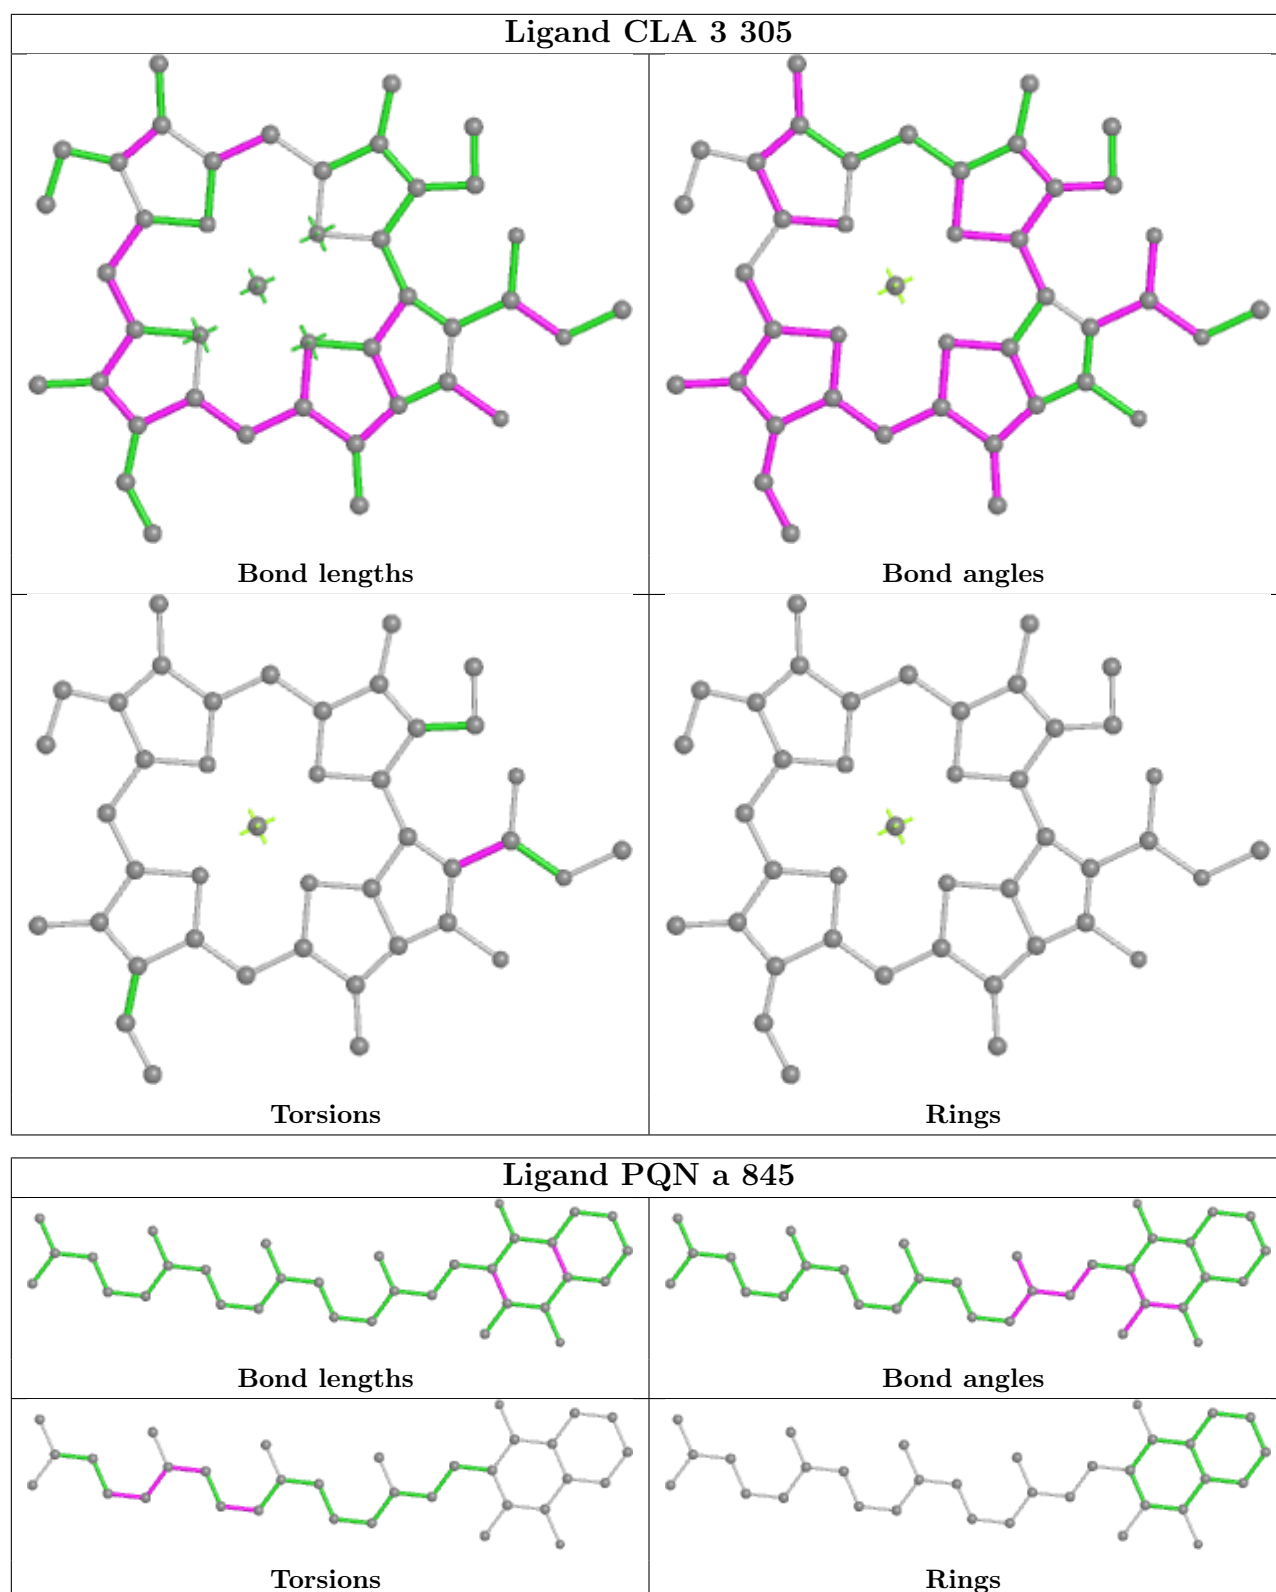 Ligand CLA 3 305
Bond lengths
Bond angles
Torsions
Rings
Ligand PQN a 845
Bond lengths
Bond angles
Torsions
Rings